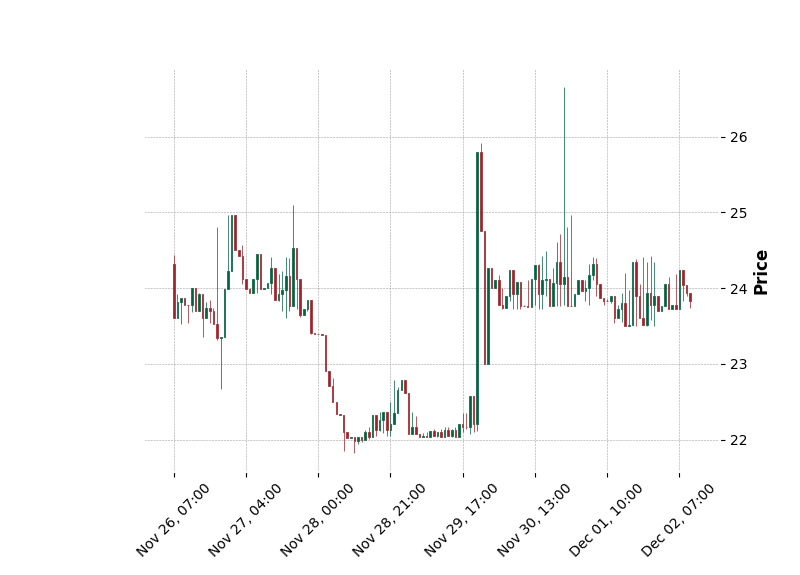 26
25
24
23
22
Price
Nov 26, 07:00
Nov 27, 04:00
Nov 28, 00:00
Nov 28, 21:00
Nov 29, 17:00
Nov 30, 13:00
Dec 01, 10:00
Dec 02, 07:00